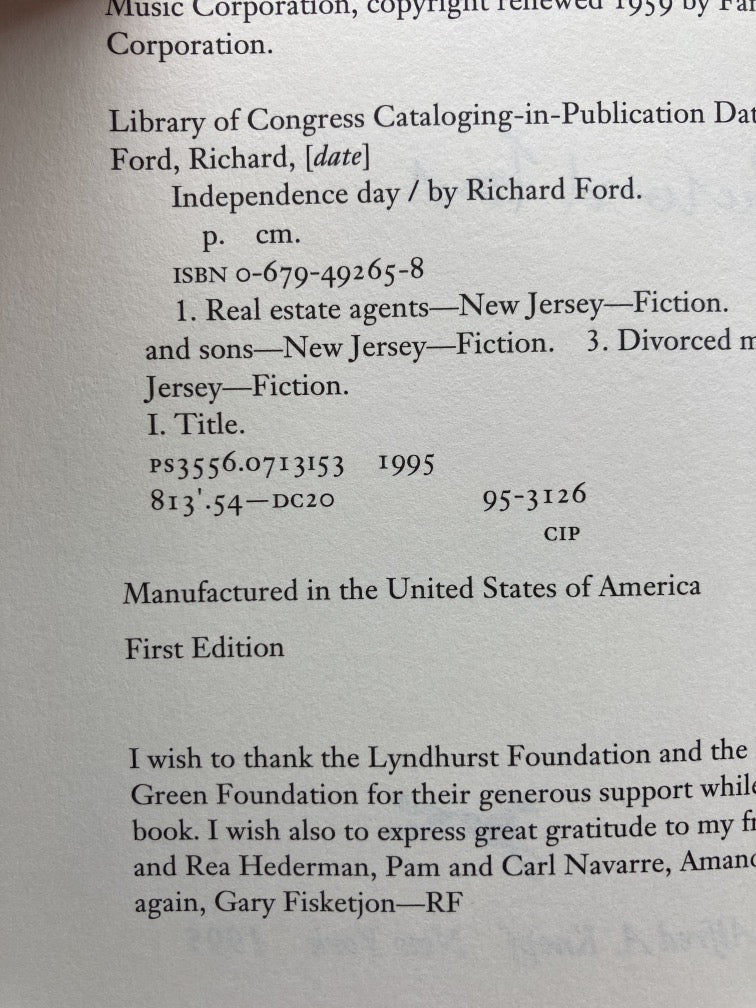 Music Corporation, copyright renewed 1959 by
Corporation.
Library of Congress Cataloging-in-Publication
Ford, Richard, [date]
Independence day / by Richard Ford.
p. cm.
ISBN 0-679-49265-8
1. Real estate agents—New Jersey—Fiction.
and sons—New Jersey—Fiction. 3. Divorced
Jersey—Fiction.
I. Title.
PS3556.O713I53 1995
813'.54—DC20 95-3126
CIP
Manufactured in the United States of America
First Edition
I wish to thank the Lyndhurst Foundation and the
Green Foundation for their generous support
book. I wish also to express great gratitude to my
and Rea Hederman, Pam and Carl Navarre,
again, Gary Fisketjon—RF